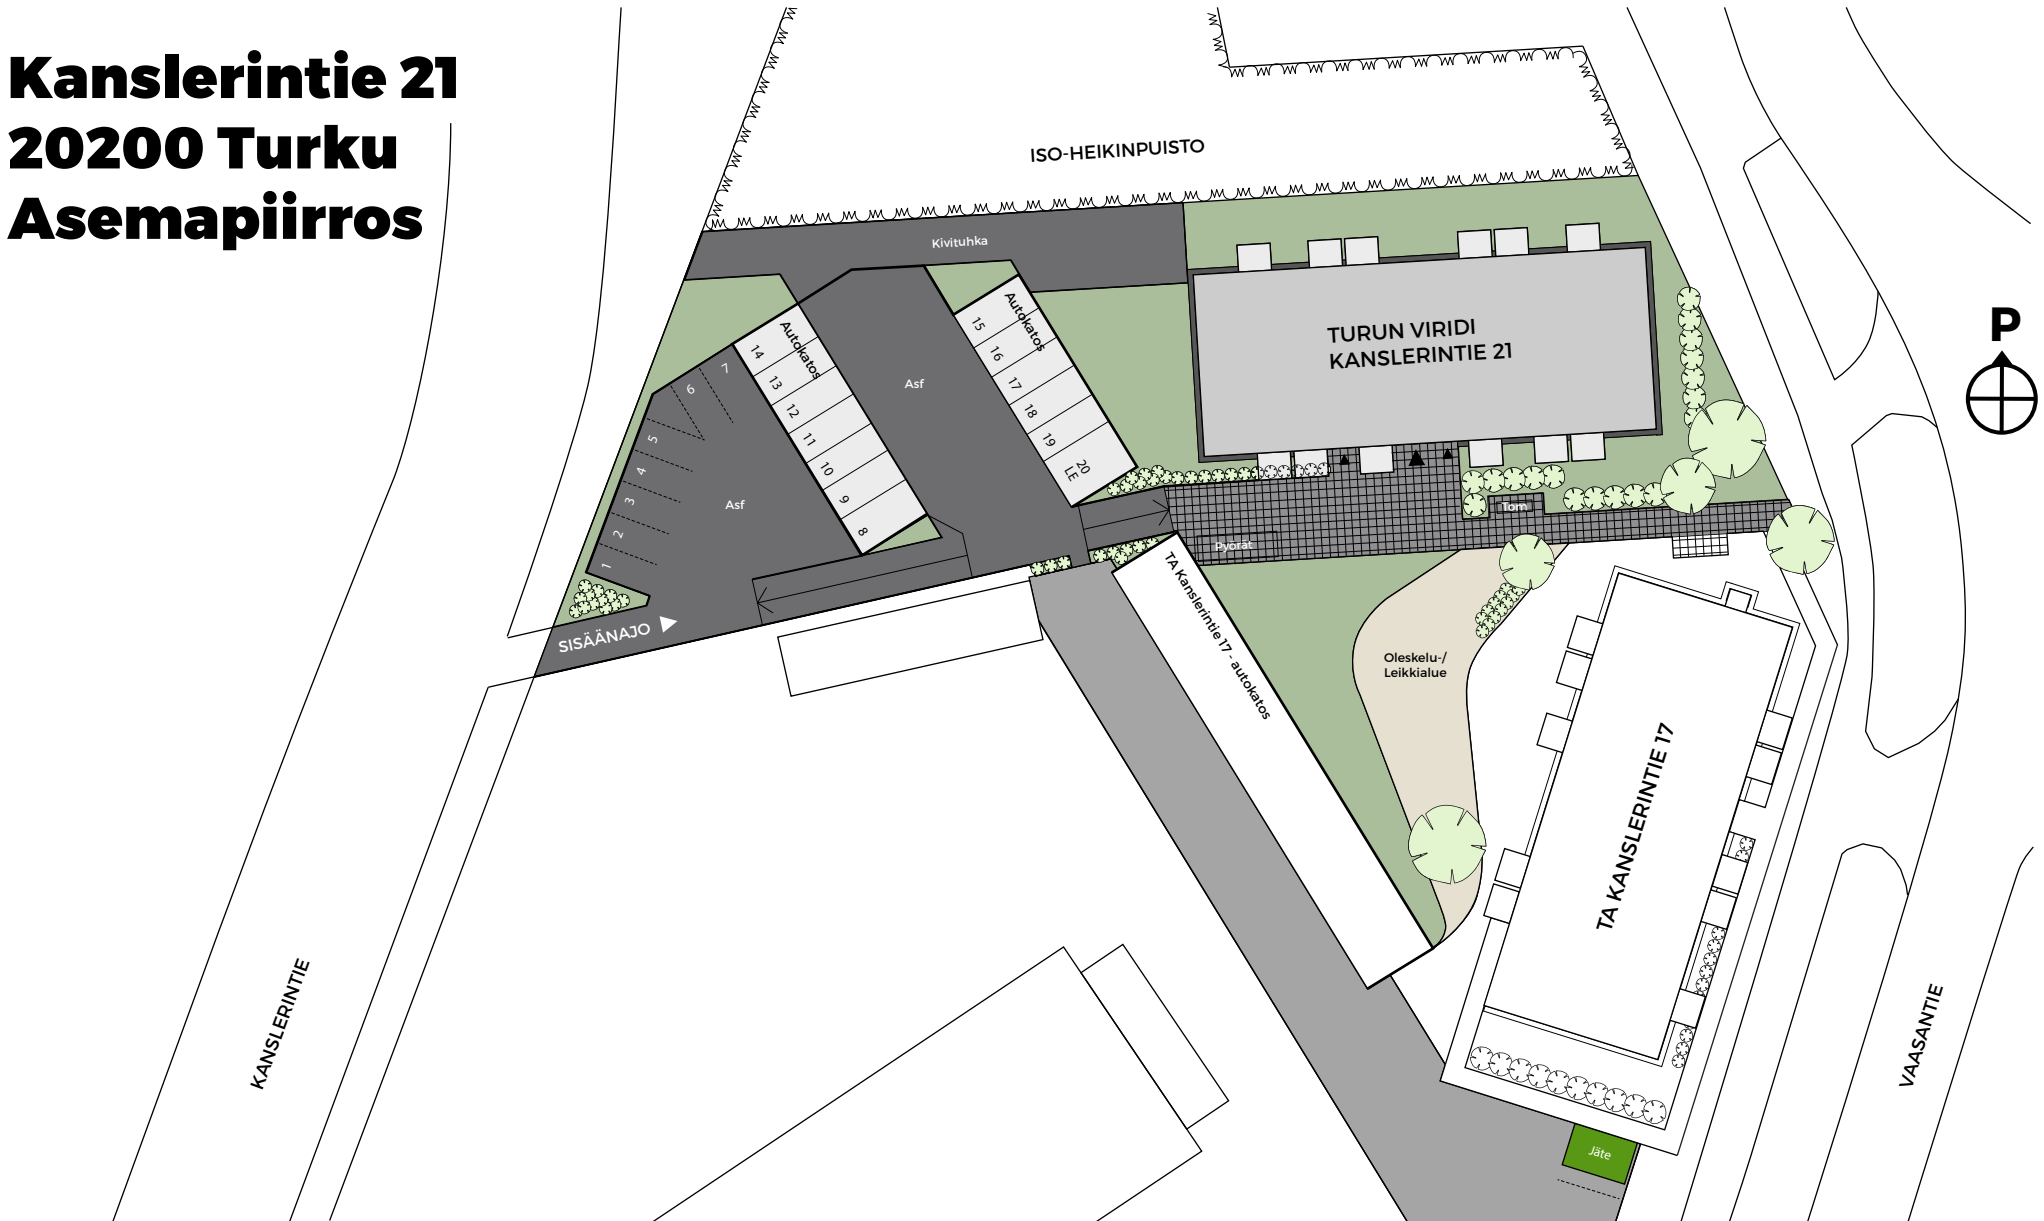 Kanslerintie 21
20200 Turku
Asemapiirros
ISO-HEIKINPUISTO
Kivituhka
P
TURUN VIRIDI
KANSLERINTIE 21
Autokatos
15
16
17
18
19
20
LE
Autokatos
14
13
12
11
10
9
8
Asf
7
6
5
4
3
2
1
Asf
Tom
Pyörät
SISÄÄNAJO
TA Kanslerintie 17 - autokatos
Oleskelu-/
Leikkialue
TA KANSLERINTIE 17
KANSLERINTIE
VAASANTIE
Jäte